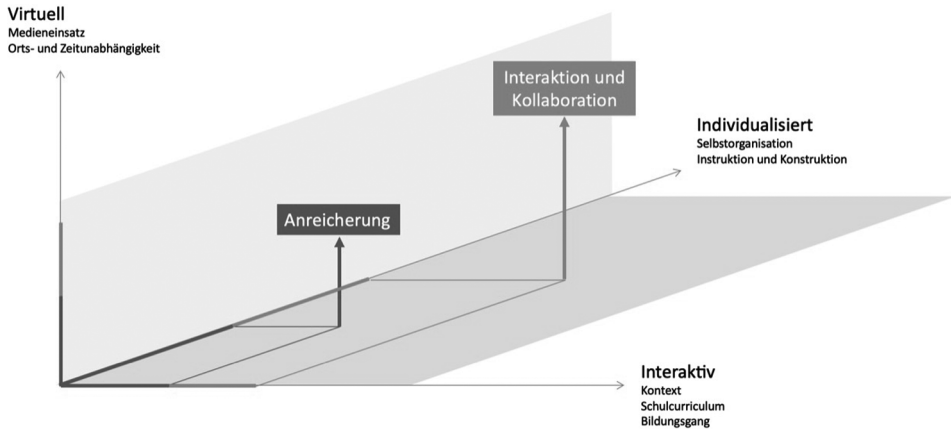 Virtuell
Medieneinsatz
Orts- und Zeitunabhängigkeit
Interaktion und
Kollaboration
Individualisiert
Selbstorganisation
Instruktion und Konstruktion
Anreicherung
Interaktiv
Kontext
Schulcurriculum
Bildungsgang